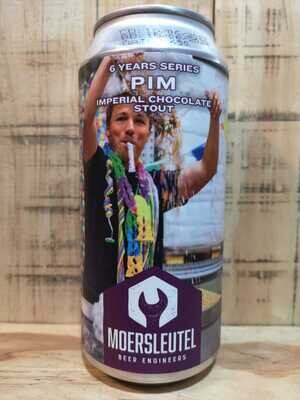 6 YEARS SERIES
PIM
IMPERIAL CHOCOLATE
STOUT
MOERSLEUTEL
BEER ENGINEERS